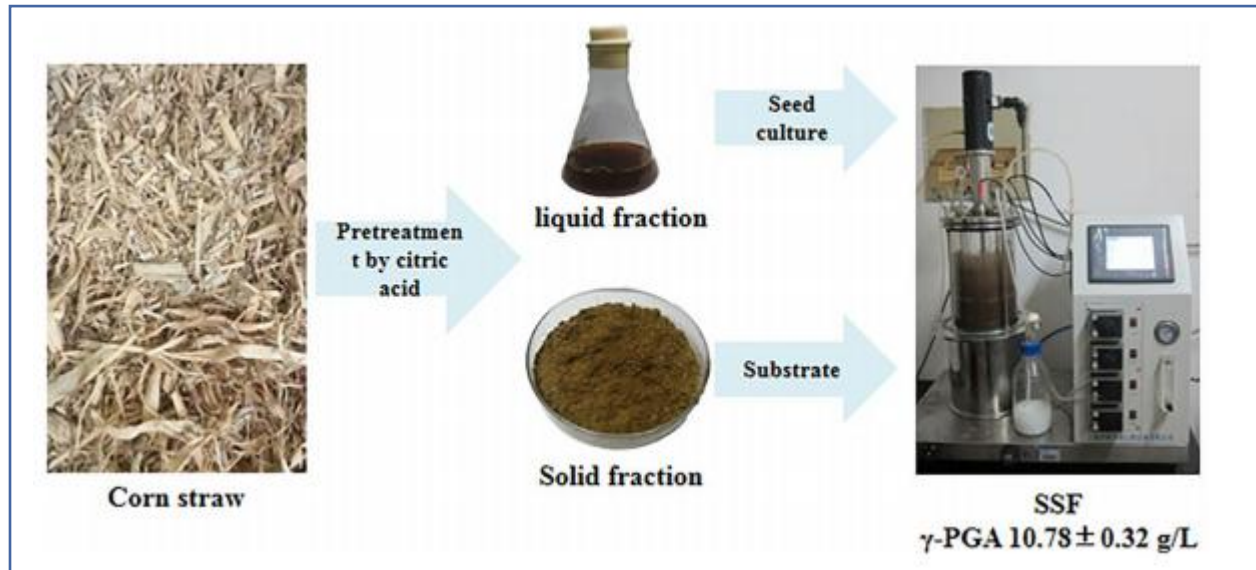 Corn straw
Pretreatmen
t by citric
acid
liquid fraction
Solid fraction
Seed
culture
Substrate
SSF
γ-PGA 10.78± 0.32 g/L